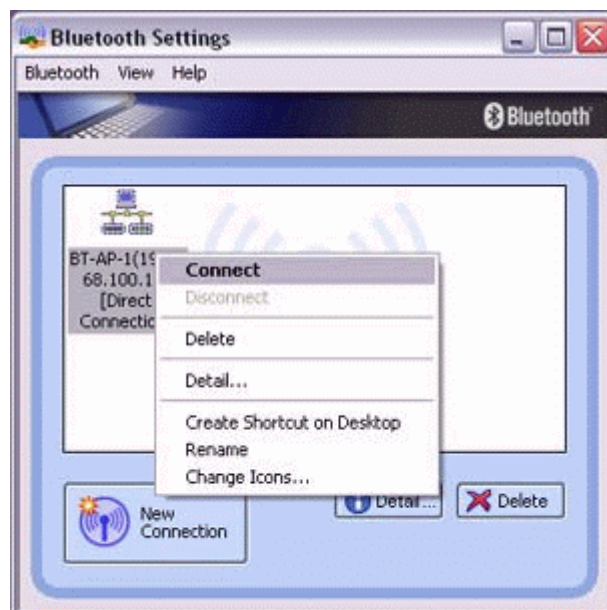 Bluetooth Settings
Bluetooth View Help
Bluetooth
BT-AP-1(19
68.100.1
[Direct
Connectio
Connect
Disconnect
Delete
Detail...
Create Shortcut on Desktop
Rename
Change Icons...
New
Connection
Detail...
Delete